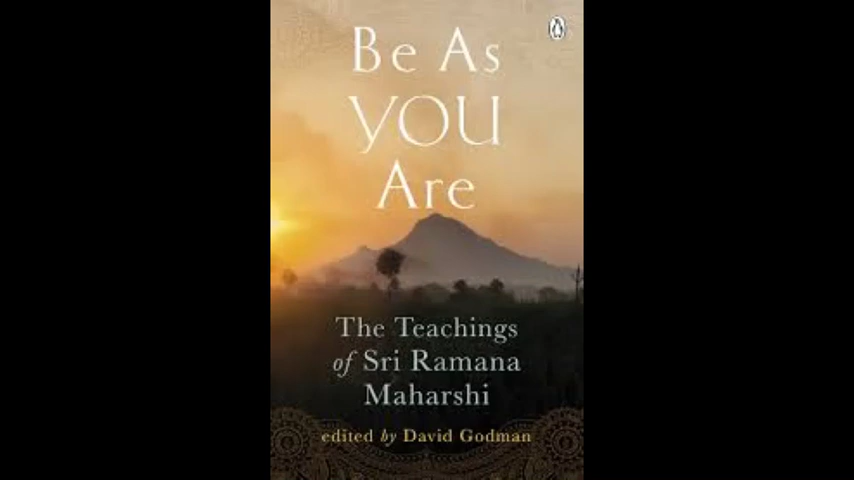 Be As
YOU
Are
The Teachings
of Sri Ramana
Maharshi
edited by David Godman